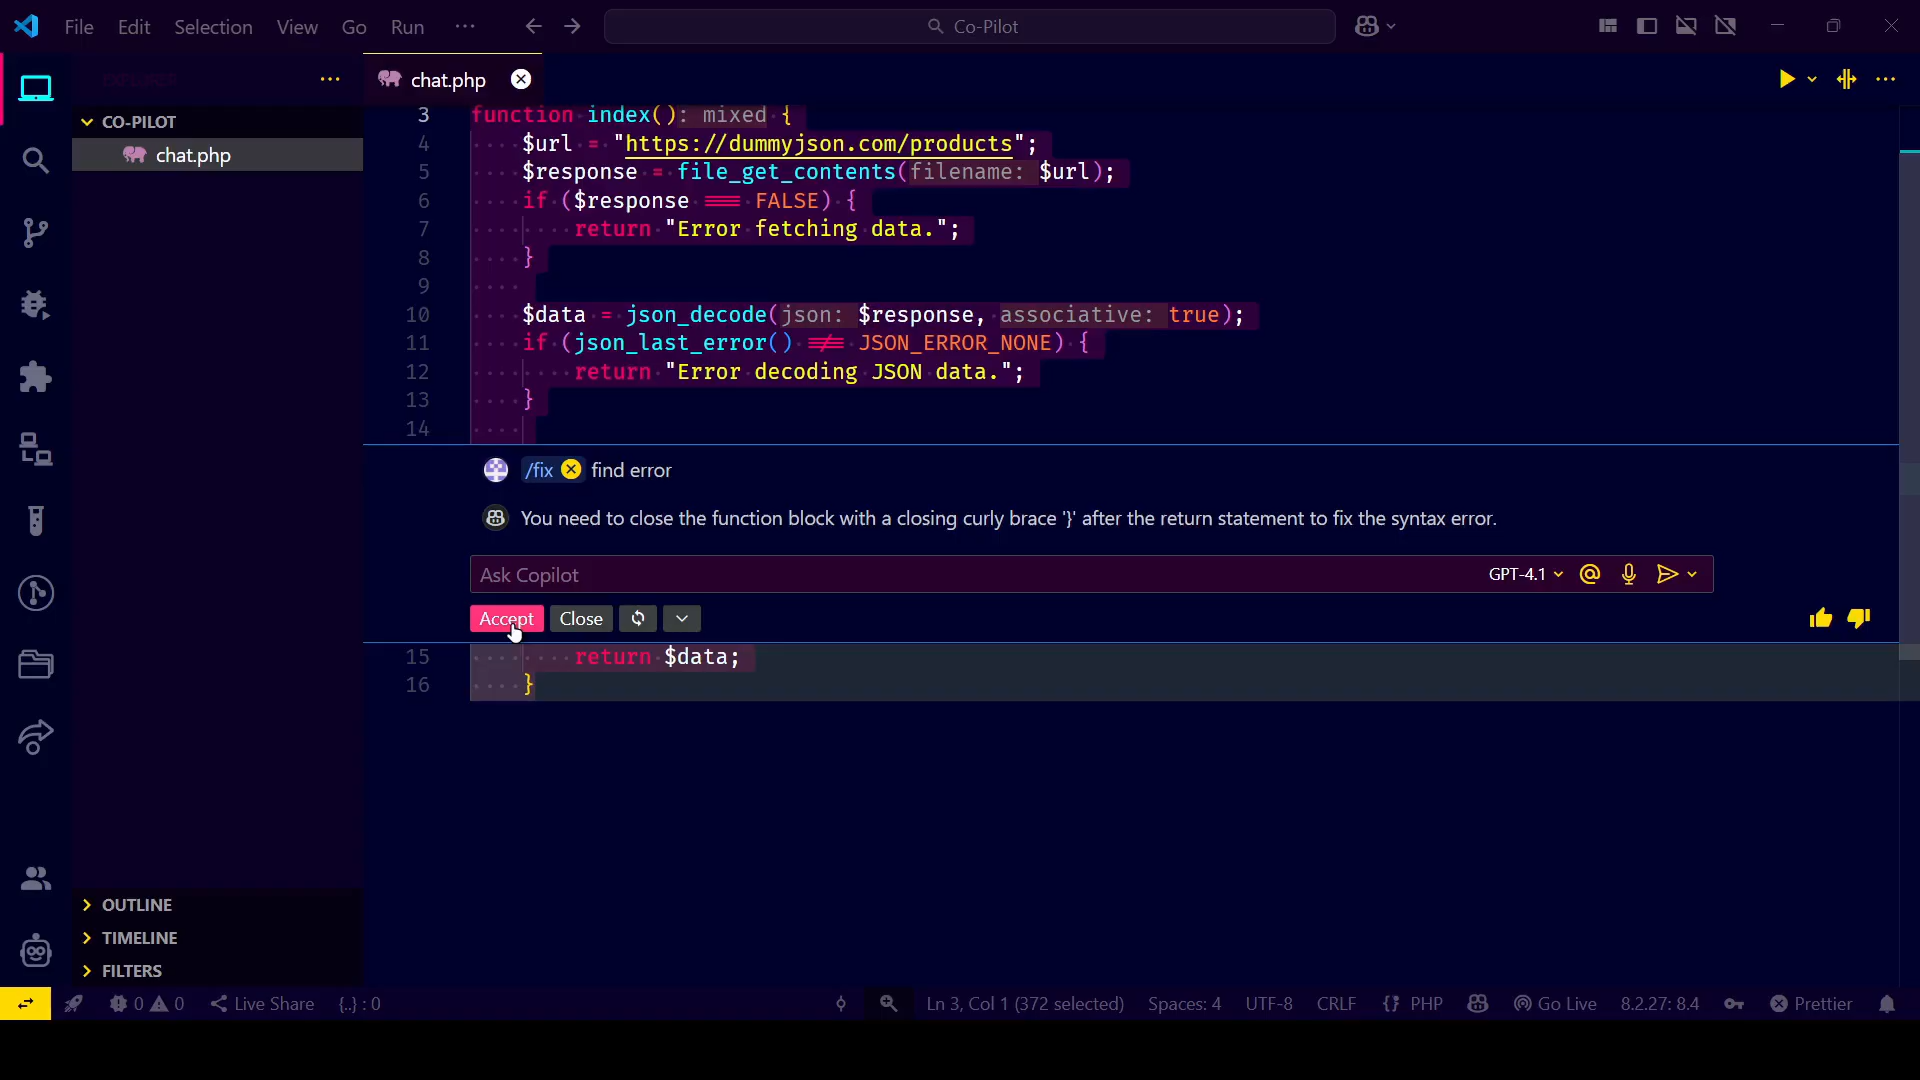 File Edit Selection View Go Run ··· Co-Pilot
EXPLORER ··· chat.php
CO-PILOT
chat.php
3 function index(): mixed {
4 $url = "https://dummyjson.com/products";
5 $response = file_get_contents(filename: $url);
6 if ($response === FALSE) {
7 return "Error fetching data.";
8 }
9
10 $data = json_decode(json: $response, associative: true);
11 if (json_last_error() !== JSON_ERROR_NONE) {
12 return "Error decoding JSON data.";
13 }
14
/fix find error
You need to close the function block with a closing curly brace '}' after the return statement to fix the syntax error.
Ask Copilot GPT-4.1
Accept Close
15 return $data;
16 }
OUTLINE
TIMELINE
FILTERS
0 0 Live Share {..} : 0 Ln 3, Col 1 (372 selected) Spaces: 4 UTF-8 CRLF PHP Go Live 8.2.27: 8.4 Prettier